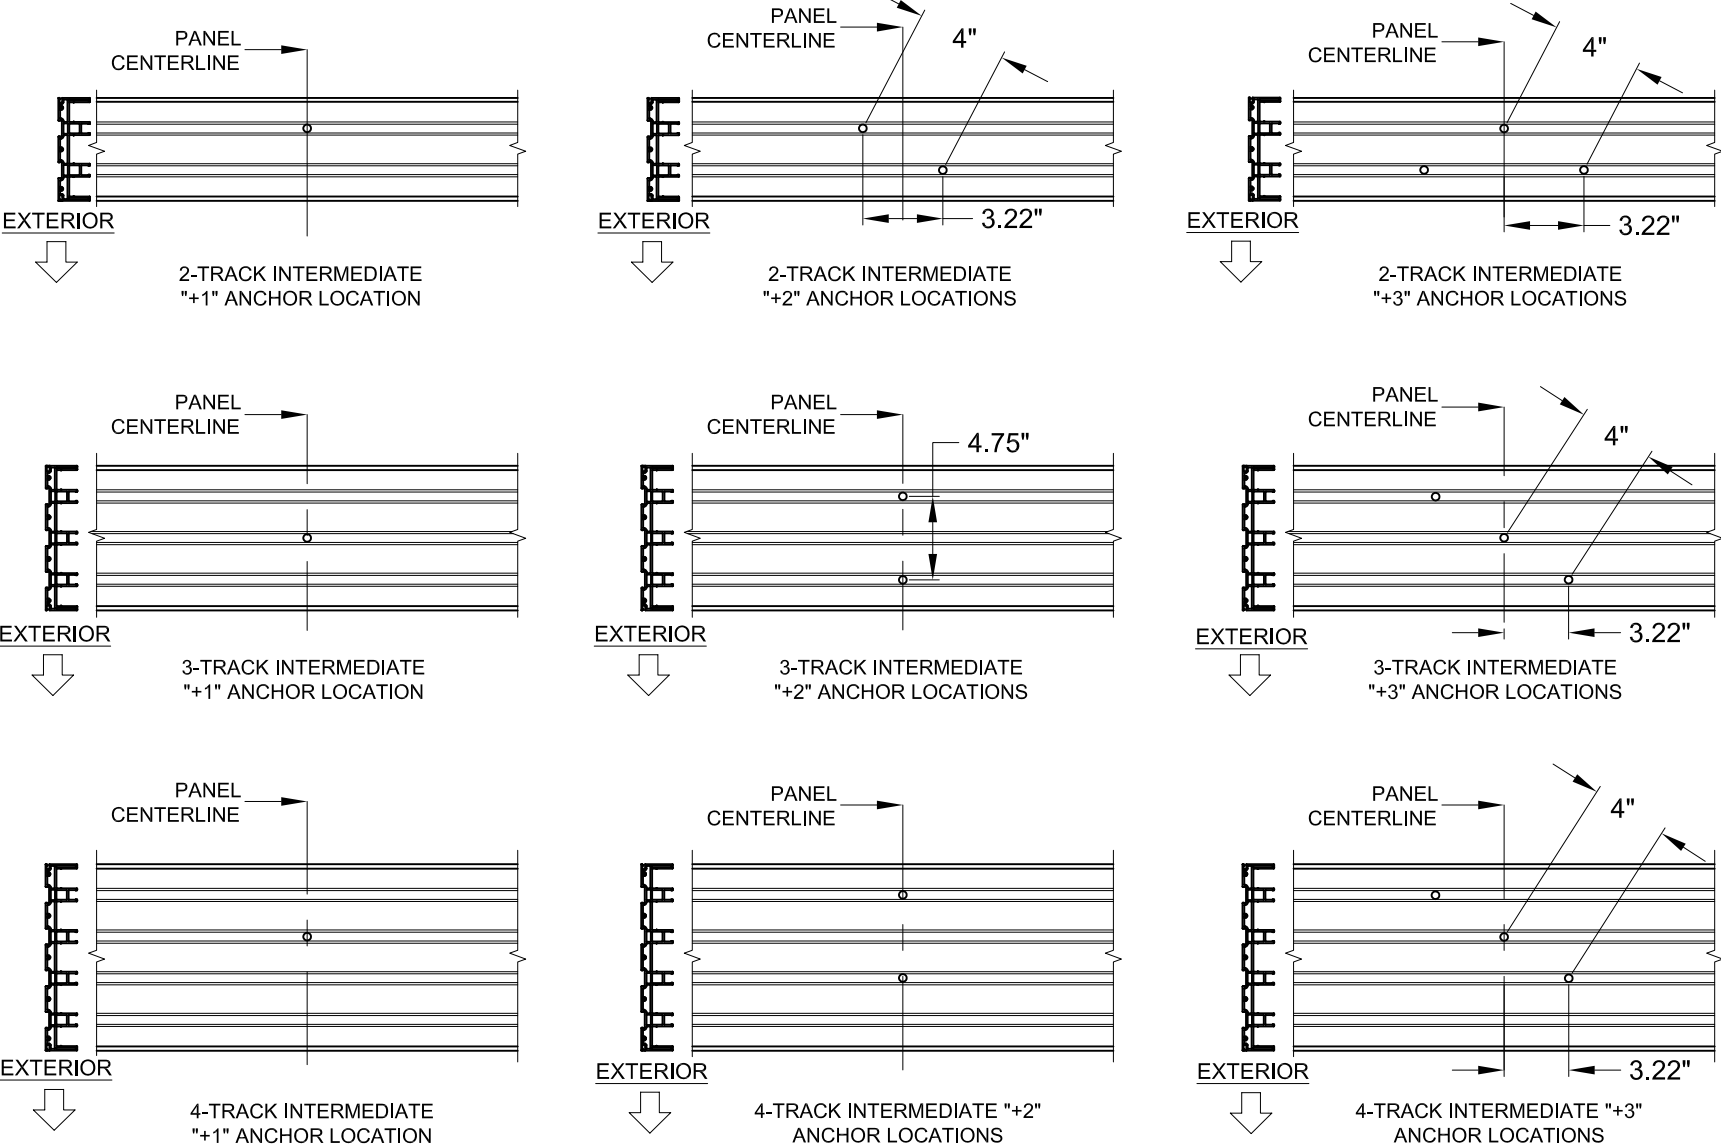 PANEL
CENTERLINE
EXTERIOR
2-TRACK INTERMEDIATE
"+1" ANCHOR LOCATION
PANEL
CENTERLINE
4"
3.22"
EXTERIOR
2-TRACK INTERMEDIATE
"+2" ANCHOR LOCATIONS
PANEL
CENTERLINE
4"
3.22"
EXTERIOR
2-TRACK INTERMEDIATE
"+3" ANCHOR LOCATIONS
PANEL
CENTERLINE
EXTERIOR
3-TRACK INTERMEDIATE
"+1" ANCHOR LOCATION
PANEL
CENTERLINE
4.75"
EXTERIOR
3-TRACK INTERMEDIATE
"+2" ANCHOR LOCATIONS
PANEL
CENTERLINE
4"
3.22"
EXTERIOR
3-TRACK INTERMEDIATE
"+3" ANCHOR LOCATIONS
PANEL
CENTERLINE
EXTERIOR
4-TRACK INTERMEDIATE
"+1" ANCHOR LOCATION
PANEL
CENTERLINE
EXTERIOR
4-TRACK INTERMEDIATE "+2"
ANCHOR LOCATIONS
PANEL
CENTERLINE
4"
3.22"
EXTERIOR
4-TRACK INTERMEDIATE "+3"
ANCHOR LOCATIONS